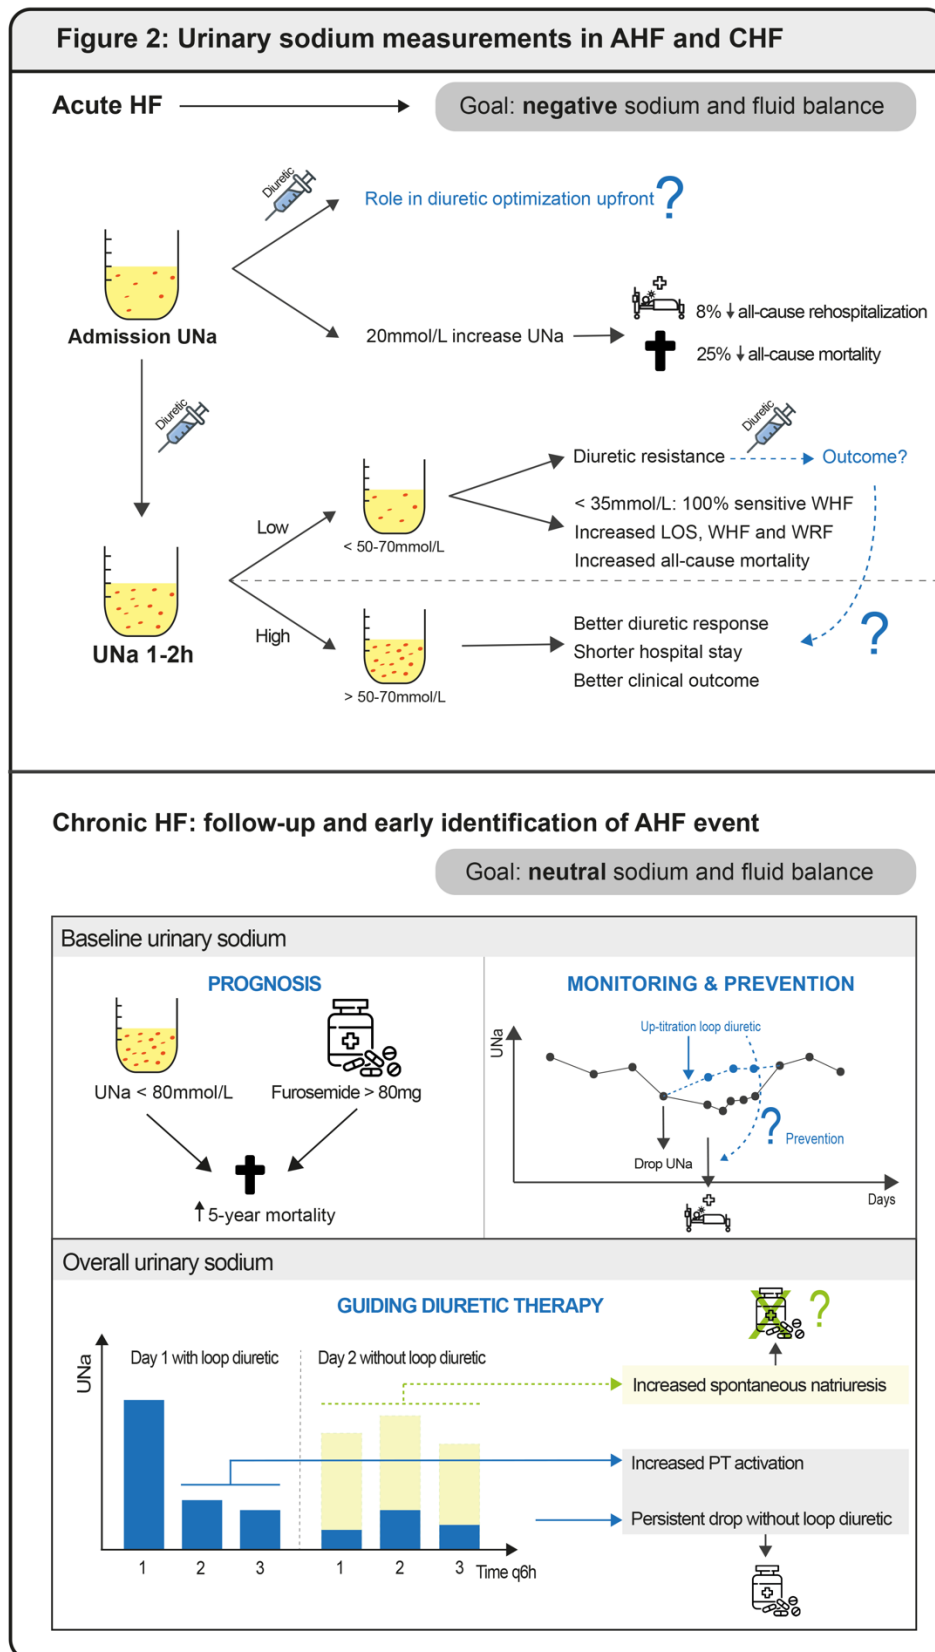 Figure 2: Urinary sodium measurements in AHF and CHF
Acute HF
Goal: negative sodium and fluid balance
Diuretic
Role in diuretic optimization upfront ?
Admission UNa
20mmol/L increase UNa
8% ↓ all-cause rehospitalization
25% ↓ all-cause mortality
Diuretic
Diuretic
Low
< 50-70mmol/L
Diuretic resistance
Outcome?
< 35mmol/L: 100% sensitive WHF
Increased LOS, WHF and WRF
Increased all-cause mortality
UNa 1-2h
High
> 50-70mmol/L
Better diuretic response
Shorter hospital stay
Better clinical outcome
?
Chronic HF: follow-up and early identification of AHF event
Goal: neutral sodium and fluid balance
Baseline urinary sodium
PROGNOSIS
UNa < 80mmol/L
Furosemide > 80mg
↑ 5-year mortality
MONITORING & PREVENTION
UNa
Up-titration loop diuretic
? Prevention
Drop UNa
Days
Overall urinary sodium
GUIDING DIURETIC THERAPY
?
UNa
Day 1 with loop diuretic
Day 2 without loop diuretic
Increased spontaneous natriuresis
Increased PT activation
Persistent drop without loop diuretic
1 2 3 1 2 3 Time q6h